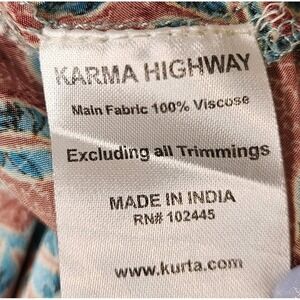 KARMA HIGHWAY
Main Fabric 100% Viscose
Excluding all Trimmings
MADE IN INDIA
RN# 102445
www.kurta.com